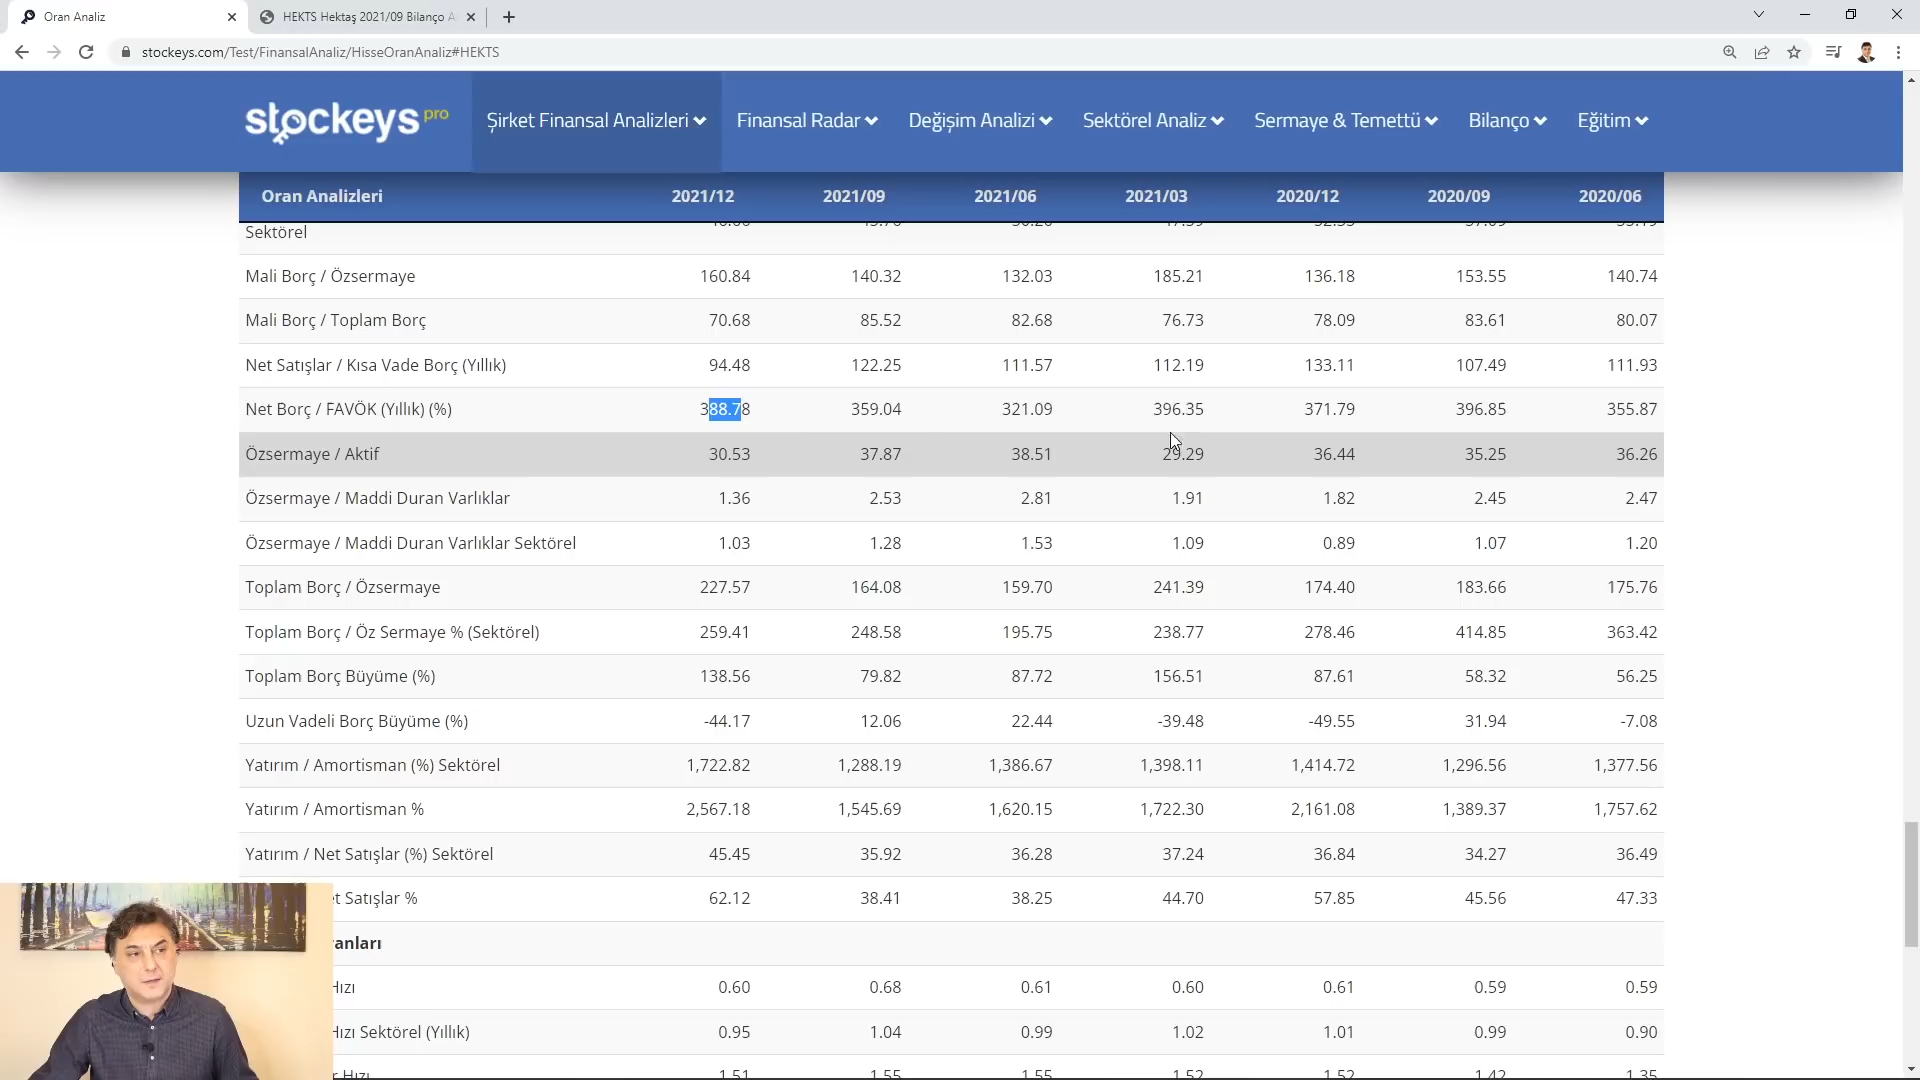 Oran Analiz
HEKTS Hektaş 2021/09 Bilanço A
stockeys.com/Test/FinansalAnaliz/HisseOranAnaliz#HEKTS
stockeys pro
Şirket Finansal Analizleri
Finansal Radar
Değişim Analizi
Sektörel Analiz
Sermaye & Temettü
Bilanço
Eğitim
Oran Analizleri 2021/12 2021/09 2021/06 2021/03 2020/12 2020/09 2020/06
Sektörel
Mali Borç / Özsermaye 160.84 140.32 132.03 185.21 136.18 153.55 140.74
Mali Borç / Toplam Borç 70.68 85.52 82.68 76.73 78.09 83.61 80.07
Net Satışlar / Kısa Vade Borç (Yıllık) 94.48 122.25 111.57 112.19 133.11 107.49 111.93
Net Borç / FAVÖK (Yıllık) (%) 388.78 359.04 321.09 396.35 371.79 396.85 355.87
Özsermaye / Aktif 30.53 37.87 38.51 29.29 36.44 35.25 36.26
Özsermaye / Maddi Duran Varlıklar 1.36 2.53 2.81 1.91 1.82 2.45 2.47
Özsermaye / Maddi Duran Varlıklar Sektörel 1.03 1.28 1.53 1.09 0.89 1.07 1.20
Toplam Borç / Özsermaye 227.57 164.08 159.70 241.39 174.40 183.66 175.76
Toplam Borç / Öz Sermaye % (Sektörel) 259.41 248.58 195.75 238.77 278.46 414.85 363.42
Toplam Borç Büyüme (%) 138.56 79.82 87.72 156.51 87.61 58.32 56.25
Uzun Vadeli Borç Büyüme (%) -44.17 12.06 22.44 -39.48 -49.55 31.94 -7.08
Yatırım / Amortisman (%) Sektörel 1,722.82 1,288.19 1,386.67 1,398.11 1,414.72 1,296.56 1,377.56
Yatırım / Amortisman % 2,567.18 1,545.69 1,620.15 1,722.30 2,161.08 1,389.37 1,757.62
Yatırım / Net Satışlar (%) Sektörel 45.45 35.92 36.28 37.24 36.84 34.27 36.49
et Satışlar % 62.12 38.41 38.25 44.70 57.85 45.56 47.33
ranları
Hızı 0.60 0.68 0.61 0.60 0.61 0.59 0.59
Hızı Sektörel (Yıllık) 0.95 1.04 0.99 1.02 1.01 0.99 0.90
Hızı 1.51 1.55 1.55 1.52 1.52 1.42 1.35